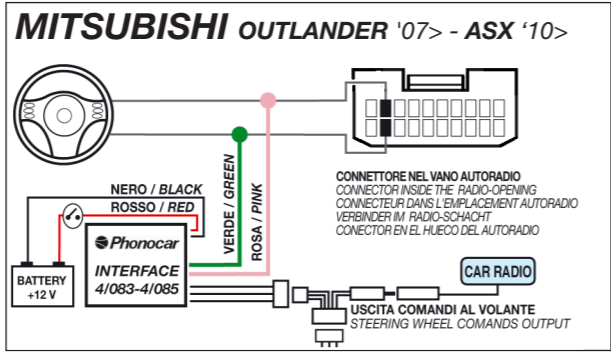 MITSUBISHI OUTLANDER '07> - ASX '10>
CONNETTORE NEL VANO AUTORADIO
CONNECTOR INSIDE THE RADIO-OPENING
CONNECTEUR DANS L'EMPLACEMENT AUTORADIO
VERBINDER IM RADIO-SCHACHT
CONECTOR EN EL HUECO DEL AUTORADIO
NERO / BLACK
ROSSO / RED
VERDE / GREEN
ROSA / PINK
Phonocar
INTERFACE
4/083-4/085
BATTERY
+12 V
CAR RADIO
USCITA COMANDI AL VOLANTE
STEERING WHEEL COMANDS OUTPUT